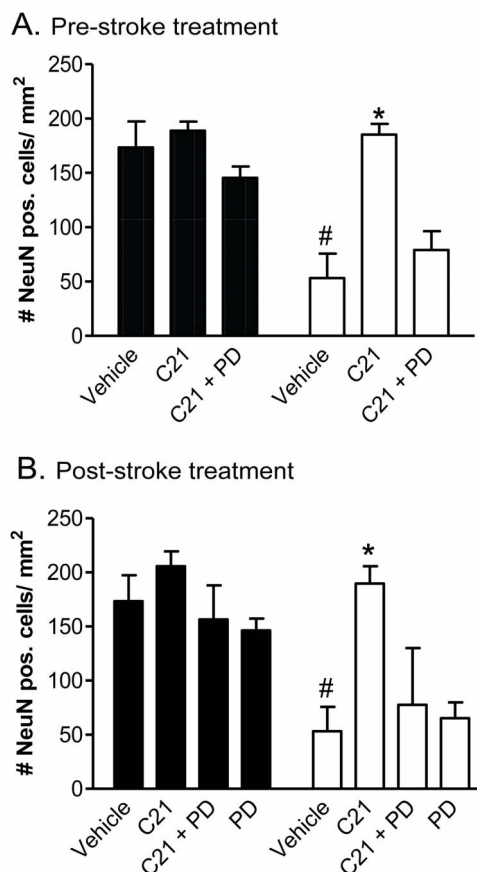 A. Pre-stroke treatment
# NeuN pos. cells/ mm²
250
200
150
100
50
0
#
*
Vehicle
C21
C21 + PD
Vehicle
C21
C21 + PD
B. Post-stroke treatment
# NeuN pos. cells/ mm²
250
200
150
100
50
0
#
*
Vehicle
C21
C21 + PD
PD
Vehicle
C21
C21 + PD
PD